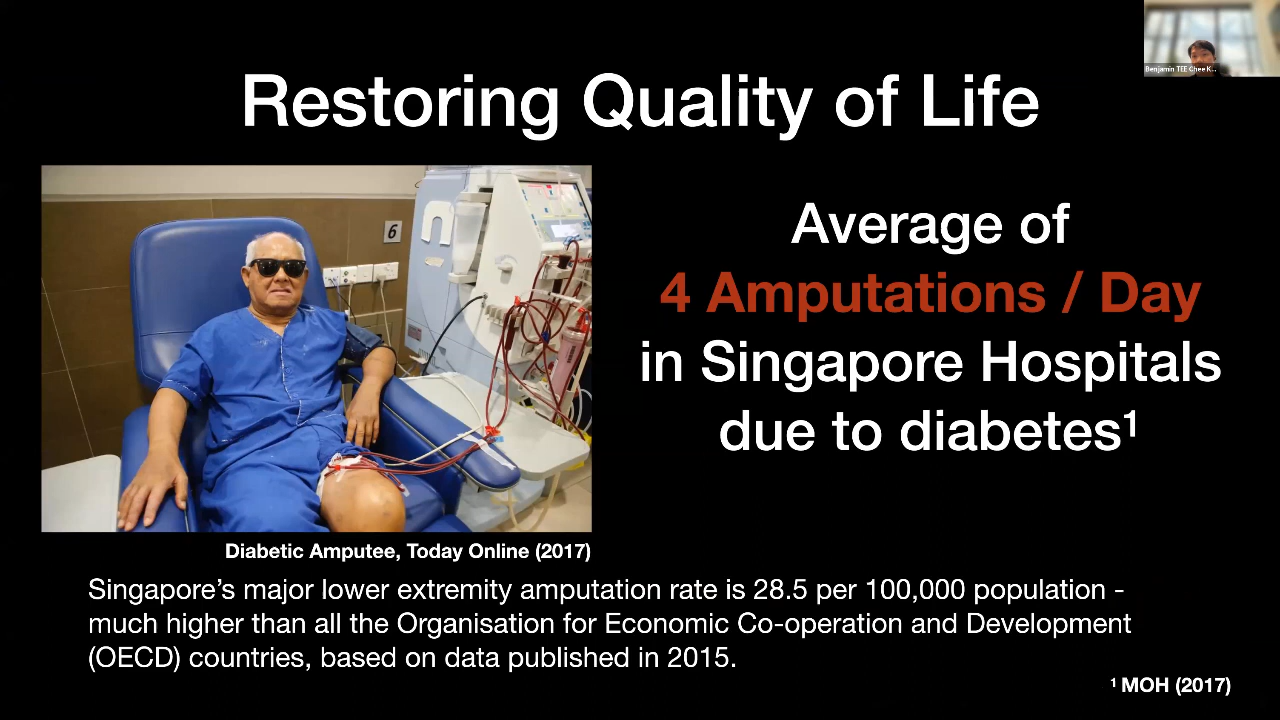 Benjamin TEE Chee K...
Restoring Quality of Life
6
Average of
4 Amputations / Day
in Singapore Hospitals
due to diabetes¹
Diabetic Amputee, Today Online (2017)
Singapore’s major lower extremity amputation rate is 28.5 per 100,000 population -
much higher than all the Organisation for Economic Co-operation and Development
(OECD) countries, based on data published in 2015.
¹ MOH (2017)